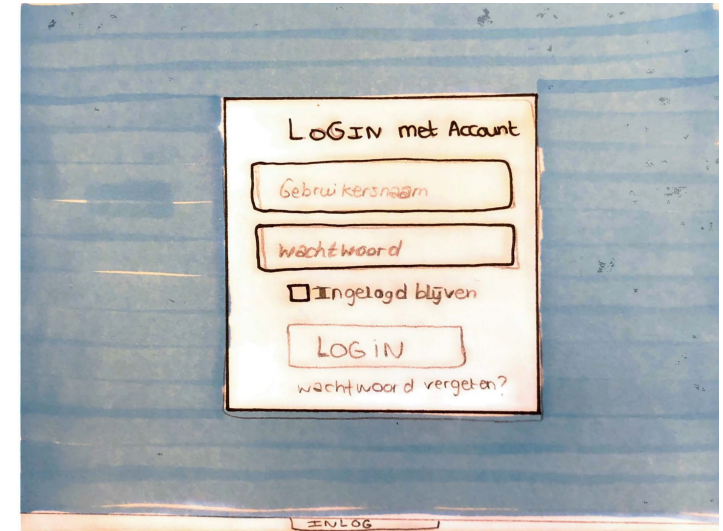 LOGIN met Account
Gebruikersnaam
wachtwoord
Ingelogd blijven
LOGIN
wachtwoord vergeten?
INLOG